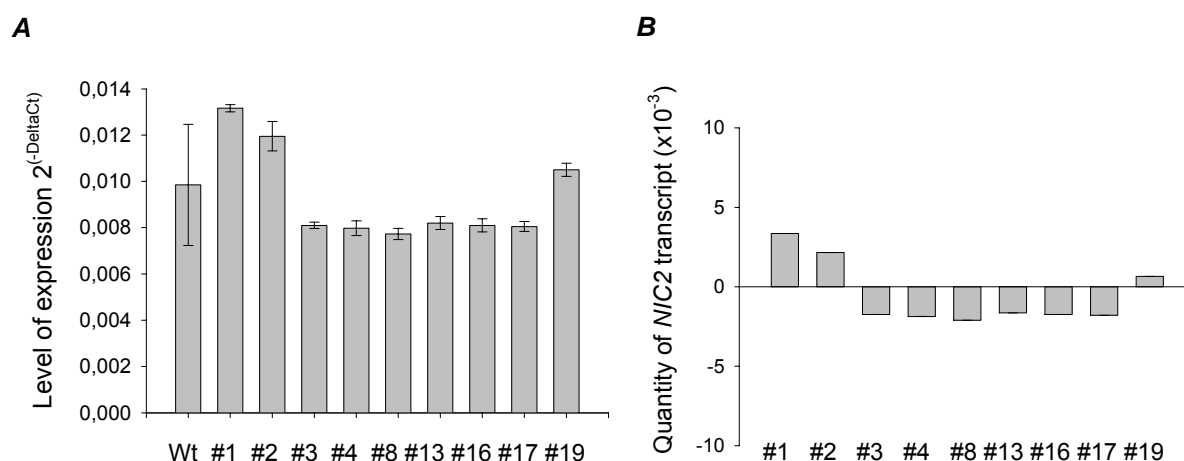 A
Level of expression 2(-DeltaCt)
0,014
0,012
0,010
0,008
0,006
0,004
0,002
0,000
Wt #1 #2 #3 #4 #8 #13 #16 #17 #19
B
Quantity of NIC2 transcript (x10-3)
10
5
0
-5
-10
#1 #2 #3 #4 #8 #13 #16 #17 #19